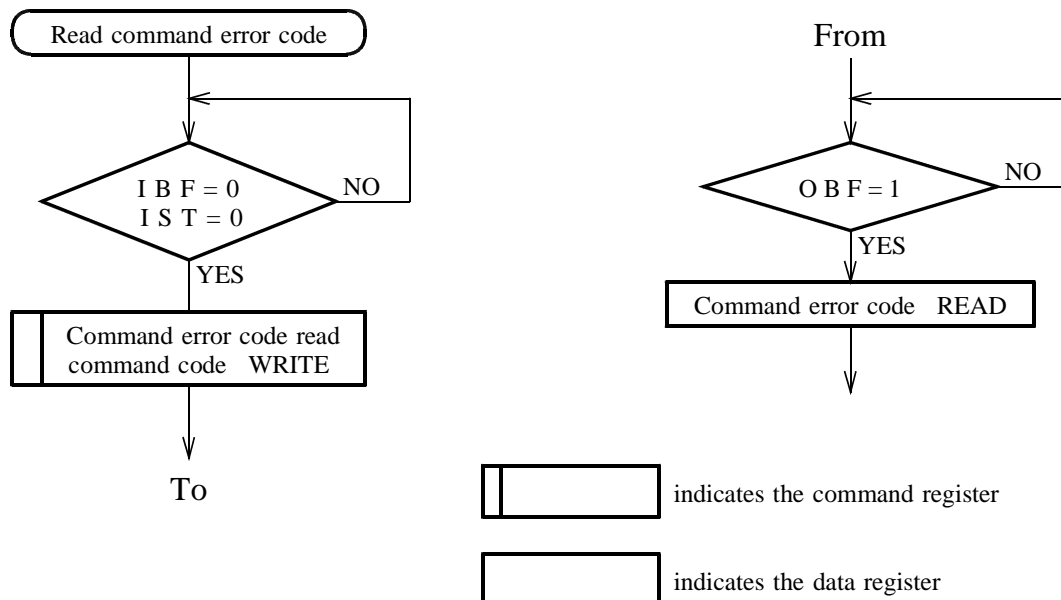 Read command error code
I B F = 0
I S T = 0
NO
YES
Command error code read
command code WRITE
To
From
O B F = 1
NO
YES
Command error code READ
indicates the command register
indicates the data register